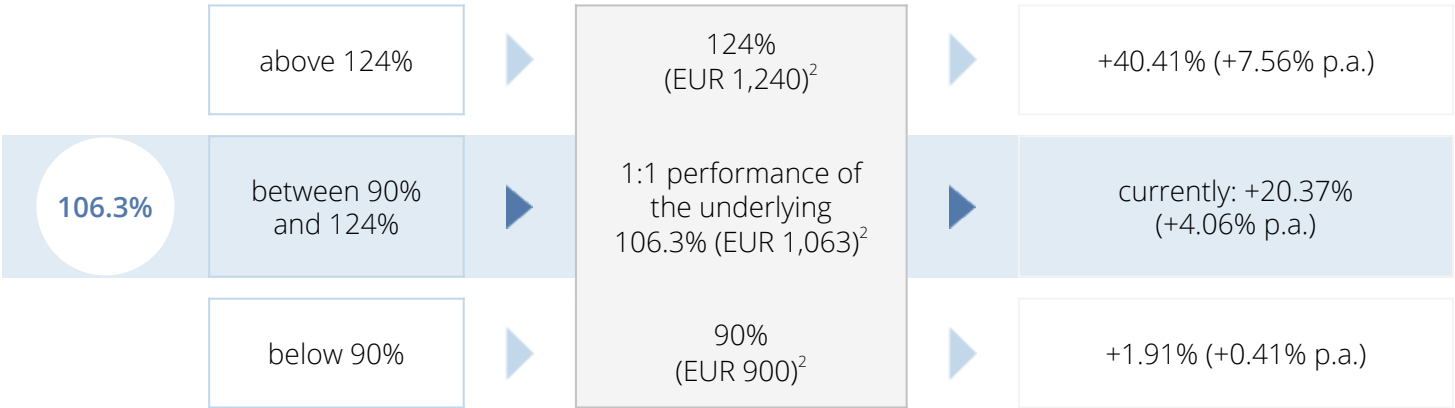 above 124%
124%
(EUR 1,240)2
+40.41% (+7.56% p.a.)
106.3%
between 90%
and 124%
1:1 performance of
the underlying
106.3% (EUR 1,063)2
currently: +20.37%
(+4.06% p.a.)
below 90%
90%
(EUR 900)2
+1.91% (+0.41% p.a.)